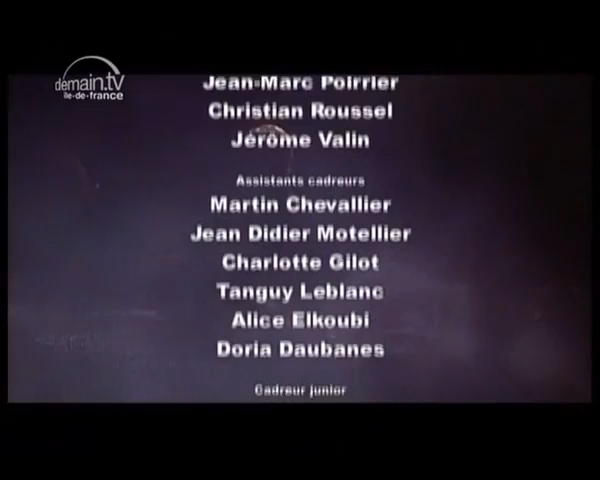 demain.tv
île-de-france
Jean-Marc Poirrier
Christian Roussel
Jérôme Valin
Assistants cadreurs
Martin Chevallier
Jean Didier Motellier
Charlotte Gilot
Tanguy Leblanc
Alice Elkoubi
Doria Daubanes
Cadreur junior